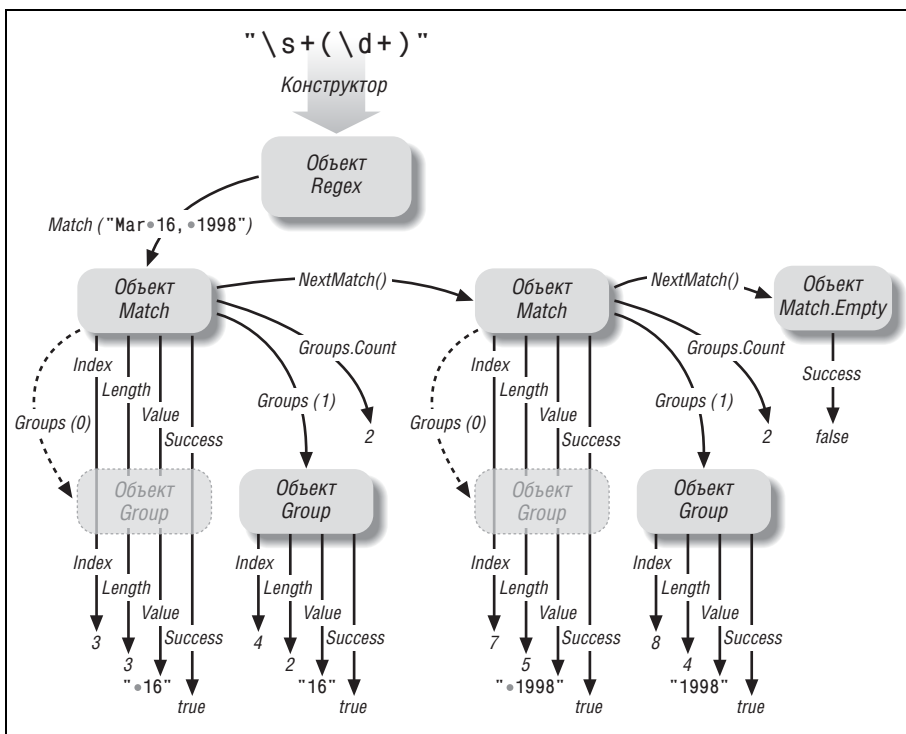 "\s+(\d+)"
Конструктор
Объект
Regex
Match ("Mar•16,•1998")
Объект
Match
NextMatch()
Объект
Match
NextMatch()
Объект
Match.Empty
Groups.Count
Groups.Count
Index
Length
Value
Success
Groups (0)
Groups (1)
2
Index
Length
Value
Success
Groups (0)
Groups (1)
2
Success
false
Объект
Group
Объект
Group
Объект
Group
Объект
Group
Index
Length
Value
Success
3
3
"•16"
true
Index
Length
Value
Success
4
2
"16"
true
Index
Length
Value
Success
7
5
"•1998"
true
Index
Length
Value
Success
8
4
"1998"
true